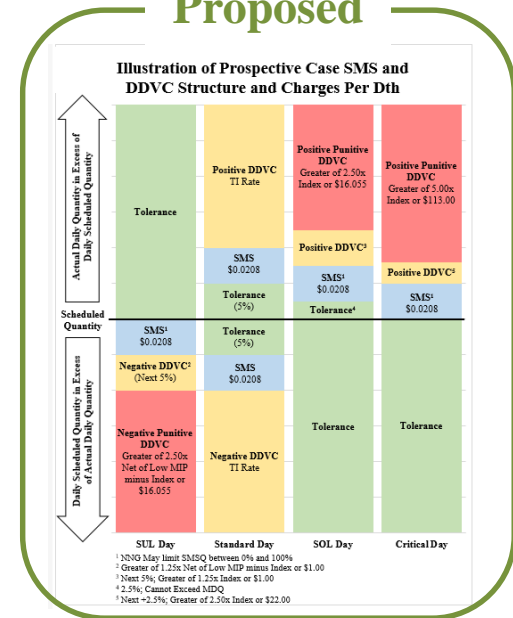 Proposed
Illustration of Prospective Case SMS and
DDVC Structure and Charges Per Dth
Actual Daily Quantity in Excess of
Daily Scheduled Quantity
Scheduled
Quantity
Daily Scheduled Quantity in Excess
of Actual Daily Quantity
Tolerance
SMS¹
$0.0208
Negative DDVC²
(Next 5%)
Negative Punitive
DDVC
Greater of 2.50x
Net of Low MIP
minus Index or
$16.055
SUL Day
Positive DDVC
TI Rate
SMS
$0.0208
Tolerance
(5%)
Tolerance
(5%)
SMS
$0.0208
Negative DDVC
TI Rate
Standard Day
Positive Punitive
DDVC
Greater of 2.50x
Index or $16.055
Positive DDVC³
SMS¹
$0.0208
Tolerance⁴
Tolerance
SOL Day
Positive Punitive
DDVC
Greater of 5.00x
Index or $113.00
Positive DDVC⁵
SMS¹
$0.0208
Tolerance
Critical Day
¹ NNG May limit SMSQ between 0% and 100%
² Greater of 1.25x Net of Low MIP minus Index or $1.00
³ Next 5%; Greater of 1.25x Index or $1.00
⁴ 2.5%; Cannot Exceed MDQ
⁵ Next +2.5%; Greater of 2.50x Index or $22.00